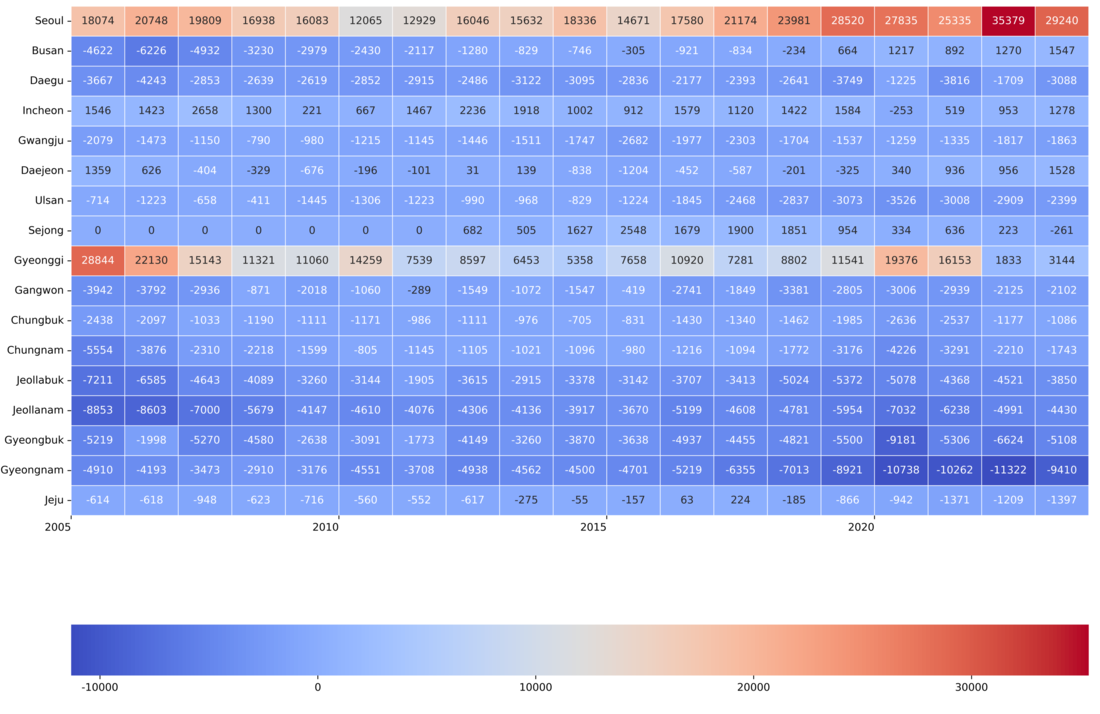 Seoul 18074 20748 19809 16938 16083 12065 12929 16046 15632 18336 14671 17580 21174 23981 28520 27835 25335 35379 29240
Busan -4622 -6226 -4932 -3230 -2979 -2430 -2117 -1280 -829 -746 -305 -921 -834 -234 664 1217 892 1270 1547
Daegu -3667 -4243 -2853 -2639 -2619 -2852 -2915 -2486 -3122 -3095 -2836 -2177 -2393 -2641 -3749 -1225 -3816 -1709 -3088
Incheon 1546 1423 2658 1300 221 667 1467 2236 1918 1002 912 1579 1120 1422 1584 -253 519 953 1278
Gwangju -2079 -1473 -1150 -790 -980 -1215 -1145 -1446 -1511 -1747 -2682 -1977 -2303 -1704 -1537 -1259 -1335 -1817 -1863
Daejeon 1359 626 -404 -329 -676 -196 -101 31 139 -838 -1204 -452 -587 -201 -325 340 936 956 1528
Ulsan -714 -1223 -658 -411 -1445 -1306 -1223 -990 -968 -829 -1224 -1845 -2468 -2837 -3073 -3526 -3008 -2909 -2399
Sejong 0 0 0 0 0 0 0 682 505 1627 2548 1679 1900 1851 954 334 636 223 -261
Gyeonggi 28844 22130 15143 11321 11060 14259 7539 8597 6453 5358 7658 10920 7281 8802 11541 19376 16153 1833 3144
Gangwon -3942 -3792 -2936 -871 -2018 -1060 -289 -1549 -1072 -1547 -419 -2741 -1849 -3381 -2805 -3006 -2939 -2125 -2102
Chungbuk -2438 -2097 -1033 -1190 -1111 -1171 -986 -1111 -976 -705 -831 -1430 -1340 -1462 -1985 -2636 -2537 -1177 -1086
Chungnam -5554 -3876 -2310 -2218 -1599 -805 -1145 -1105 -1021 -1096 -980 -1216 -1094 -1772 -3176 -4226 -3291 -2210 -1743
Jeollabuk -7211 -6585 -4643 -4089 -3260 -3144 -1905 -3615 -2915 -3378 -3142 -3707 -3413 -5024 -5372 -5078 -4368 -4521 -3850
Jeollanam -8853 -8603 -7000 -5679 -4147 -4610 -4076 -4306 -4136 -3917 -3670 -5199 -4608 -4781 -5954 -7032 -6238 -4991 -4430
Gyeongbuk -5219 -1998 -5270 -4580 -2638 -3091 -1773 -4149 -3260 -3870 -3638 -4937 -4455 -4821 -5500 -9181 -5306 -6624 -5108
Gyeongnam -4910 -4193 -3473 -2910 -3176 -4551 -3708 -4938 -4562 -4500 -4701 -5219 -6355 -7013 -8921 -10738 -10262 -11322 -9410
Jeju -614 -618 -948 -623 -716 -560 -552 -617 -275 -55 -157 63 224 -185 -866 -942 -1371 -1209 -1397
2005 2010 2015 2020
-10000 0 10000 20000 30000